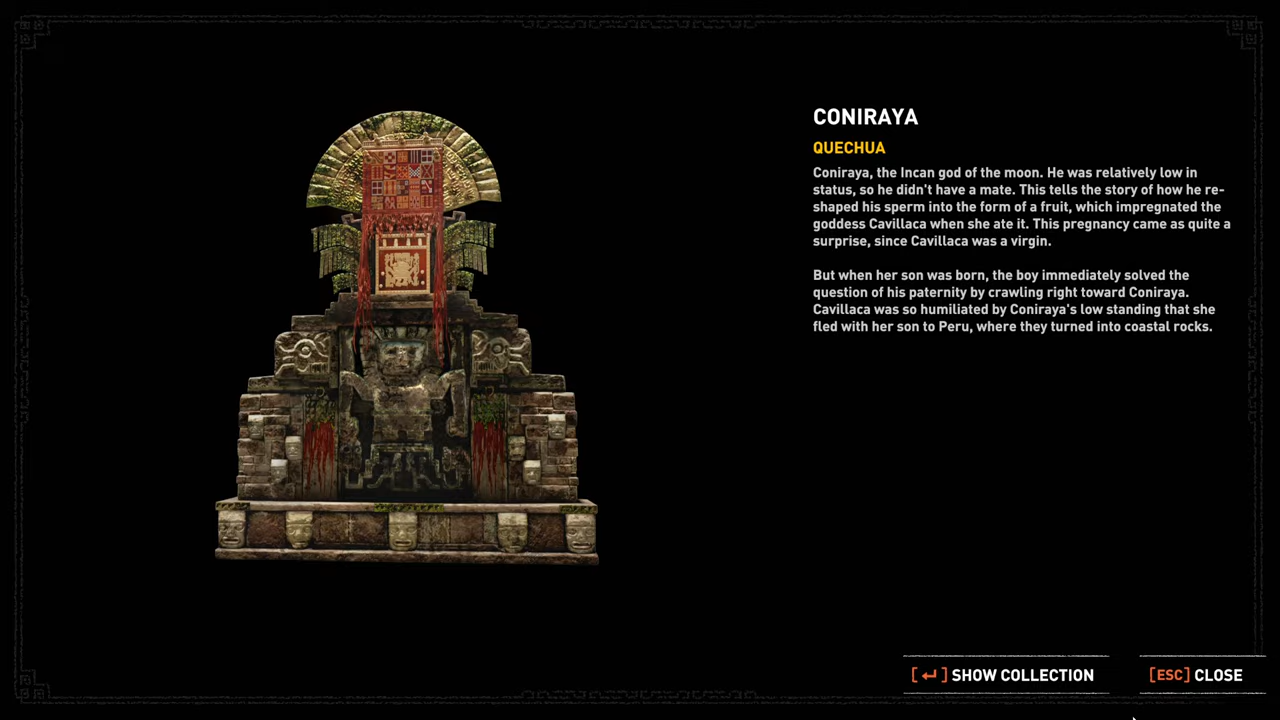 CONIRAYA
QUECHUA
Coniraya, the Incan god of the moon. He was relatively low in
status, so he didn't have a mate. This tells the story of how he re-
shaped his sperm into the form of a fruit, which impregnated the
goddess Cavillaca when she ate it. This pregnancy came as quite a
surprise, since Cavillaca was a virgin.
But when her son was born, the boy immediately solved the
question of his paternity by crawling right toward Coniraya.
Cavillaca was so humiliated by Coniraya's low standing that she
fled with her son to Peru, where they turned into coastal rocks.
[↵] SHOW COLLECTION [ESC] CLOSE